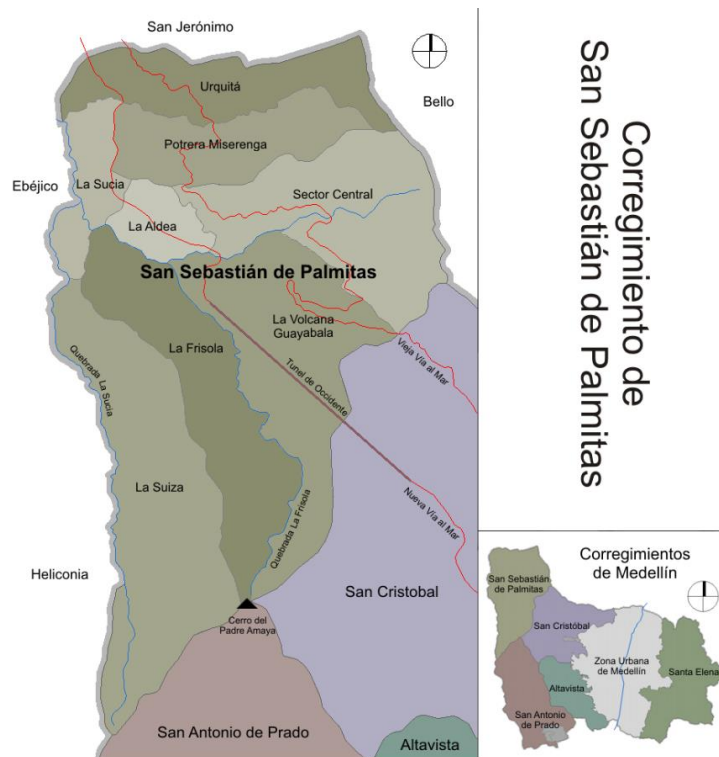 San Jerónimo
Urquitá
Bello
Potrera Miserenga
Ebéjico
La Sucia
Sector Central
La Aldea
San Sebastián de Palmitas
La Volcana
Guayabala
La Frisola
Vieja Vía al Mar
Quebrada La Sucia
Tunel de Occidente
La Suiza
Nueva Vía al Mar
Quebrada La Frisola
Heliconia
San Cristobal
Cerro del
Padre Amaya
San Antonio de Prado
Altavista
Corregimiento de
San Sebastián de Palmitas
Corregimientos
de Medellín
San Sebastián
de Palmitas
San Cristóbal
Zona Urbana
de Medellín
Santa Elena
Altavista
San Antonio
de Prado